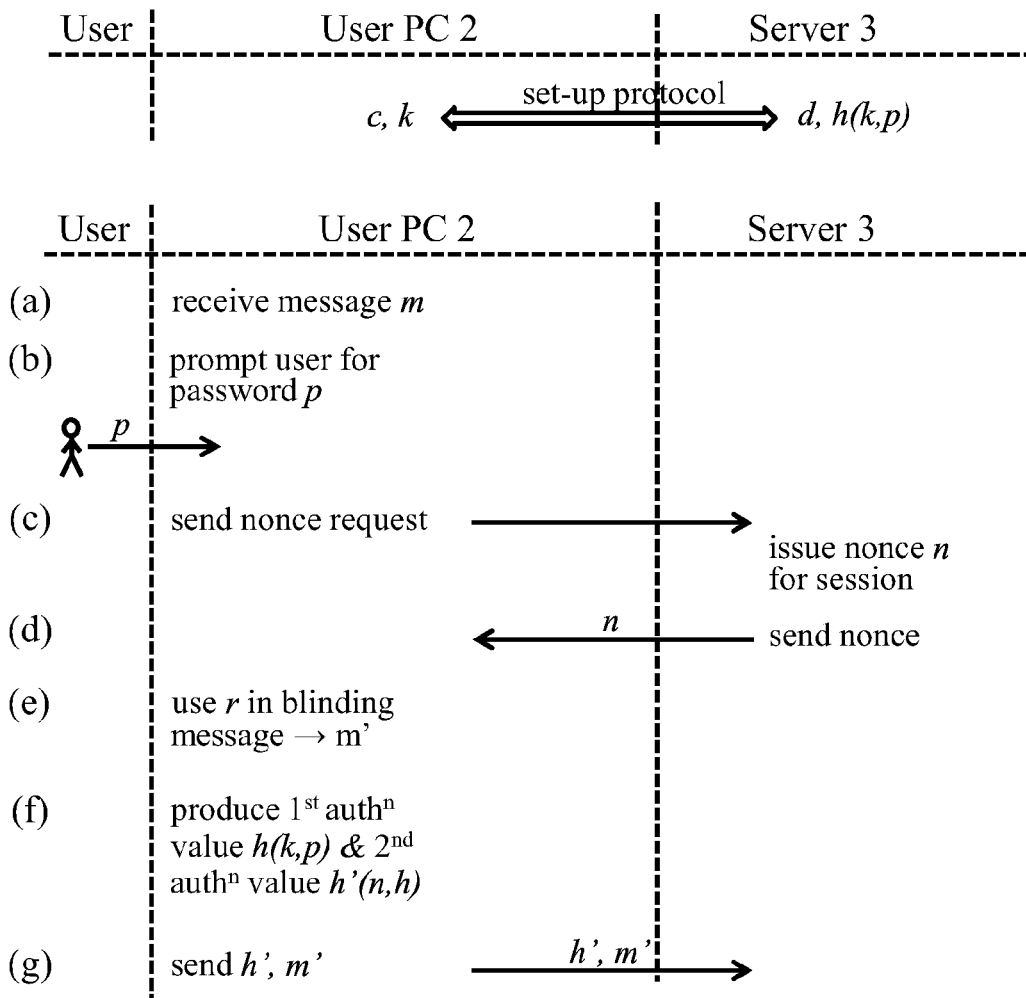 User User PC 2 Server 3
set-up protocol
c, k d, h(k,p)
User User PC 2 Server 3
(a) receive message m
(b) prompt user for
password p
p
(c) send nonce request
issue nonce n
for session
(d) n send nonce
(e) use r in blinding
message → m’
(f) produce 1st authn
value h(k,p) & 2nd
authn value h’(n,h)
(g) send h’, m’ h’, m’